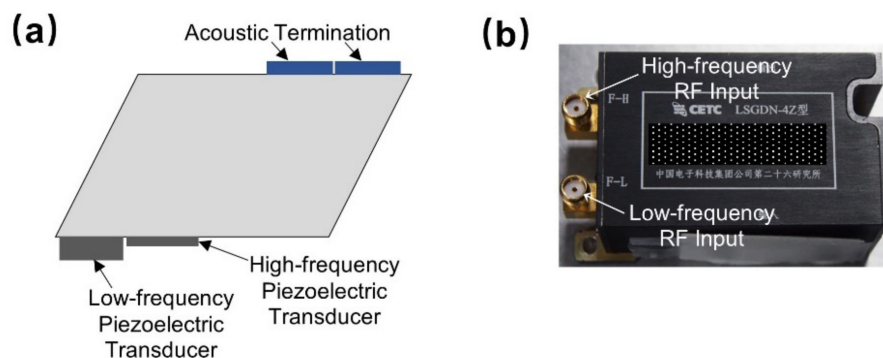 (a)
Acoustic Termination
Low-frequency
Piezoelectric
Transducer
High-frequency
Piezoelectric
Transducer
(b)
High-frequency
RF Input
F-H
CETC LSGDN-4Z型
中国电子科技集团公司第二十六研究所
F-L
Low-frequency
RF Input